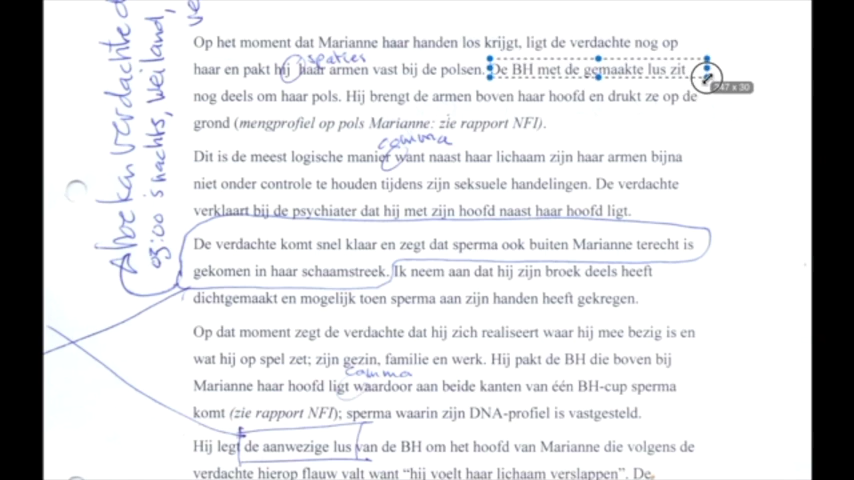 Op het moment dat Marianne haar handen los krijgt, ligt de verdachte nog op
spaties
haar en pakt hij haar armen vast bij de polsen. De BH met de gemaakte lus zit
247 x 30
nog deels om haar pols. Hij brengt de armen boven haar hoofd en drukt ze op de
grond (mengprofiel op pols Marianne: zie rapport NFI).
comma
Dit is de meest logische manier want naast haar lichaam zijn haar armen bijna
niet onder controle te houden tijdens zijn seksuele handelingen. De verdachte
verklaart bij de psychiater dat hij met zijn hoofd naast haar hoofd ligt.
De verdachte komt snel klaar en zegt dat sperma ook buiten Marianne terecht is
gekomen in haar schaamstreek. Ik neem aan dat hij zijn broek deels heeft
dichtgemaakt en mogelijk toen sperma aan zijn handen heeft gekregen.
Op dat moment zegt de verdachte dat hij zich realiseert waar hij mee bezig is en
wat hij op spel zet; zijn gezin, familie en werk. Hij pakt de BH die boven bij
comma
Marianne haar hoofd ligt waardoor aan beide kanten van één BH-cup sperma
komt (zie rapport NFI); sperma waarin zijn DNA-profiel is vastgesteld.
Hij legt de aanwezige lus van de BH om het hoofd van Marianne die volgens de
verdachte hierop flauw valt want “hij voelt haar lichaam verslappen”. De
verdachte
03:00 's nachts, weiland,
ve